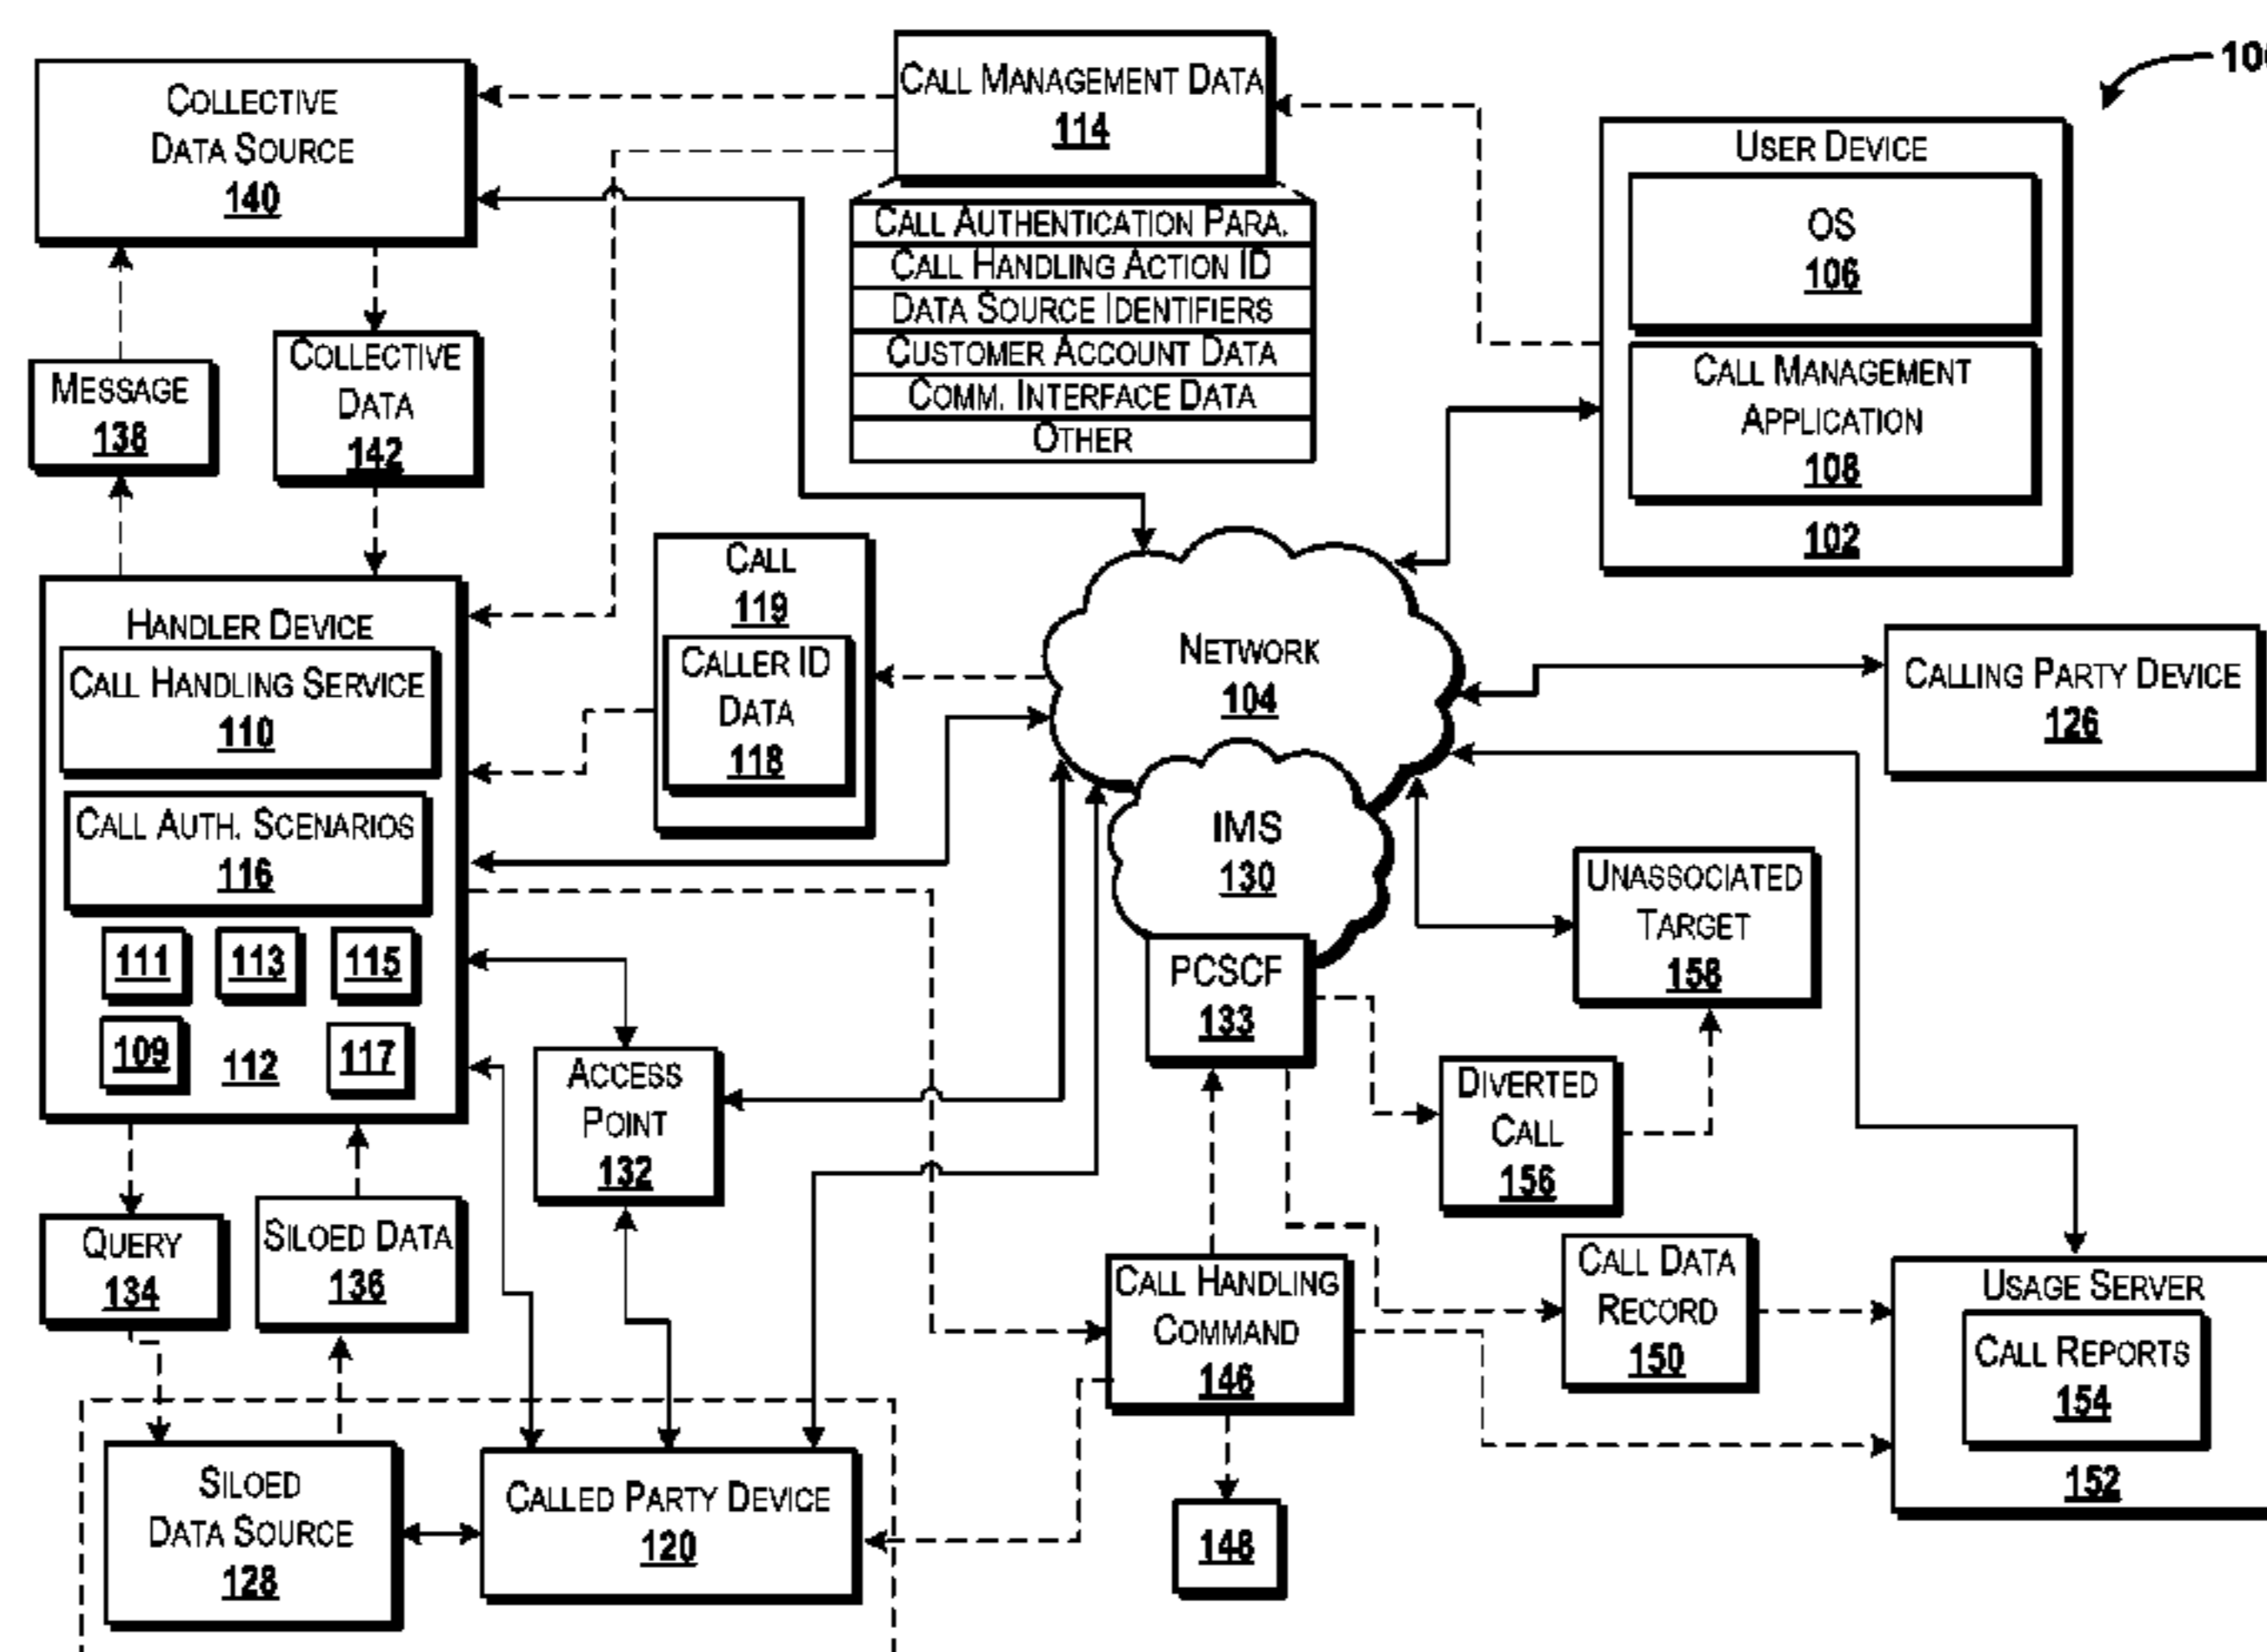 COLLECTIVE
DATA SOURCE
140
CALL MANAGEMENT DATA
114
CALL AUTHENTICATION PARA.
CALL HANDLING ACTION ID
DATA SOURCE IDENTIFIERS
CUSTOMER ACCOUNT DATA
COMM. INTERFACE DATA
OTHER
USER DEVICE
OS
106
CALL MANAGEMENT
APPLICATION
108
102
MESSAGE
138
COLLECTIVE
DATA
142
HANDLER DEVICE
CALL HANDLING SERVICE
110
CALL AUTH. SCENARIOS
116
111
113
115
109
112
117
CALL
119
CALLER ID
DATA
118
NETWORK
104
IMS
130
PCSCF
133
CALLING PARTY DEVICE
126
UNASSOCIATED
TARGET
158
DIVERTED
CALL
156
ACCESS
POINT
132
QUERY
134
SILOED DATA
136
CALL HANDLING
COMMAND
146
148
CALL DATA
RECORD
150
USAGE SERVER
CALL REPORTS
154
152
SILOED
DATA SOURCE
128
CALLED PARTY DEVICE
120